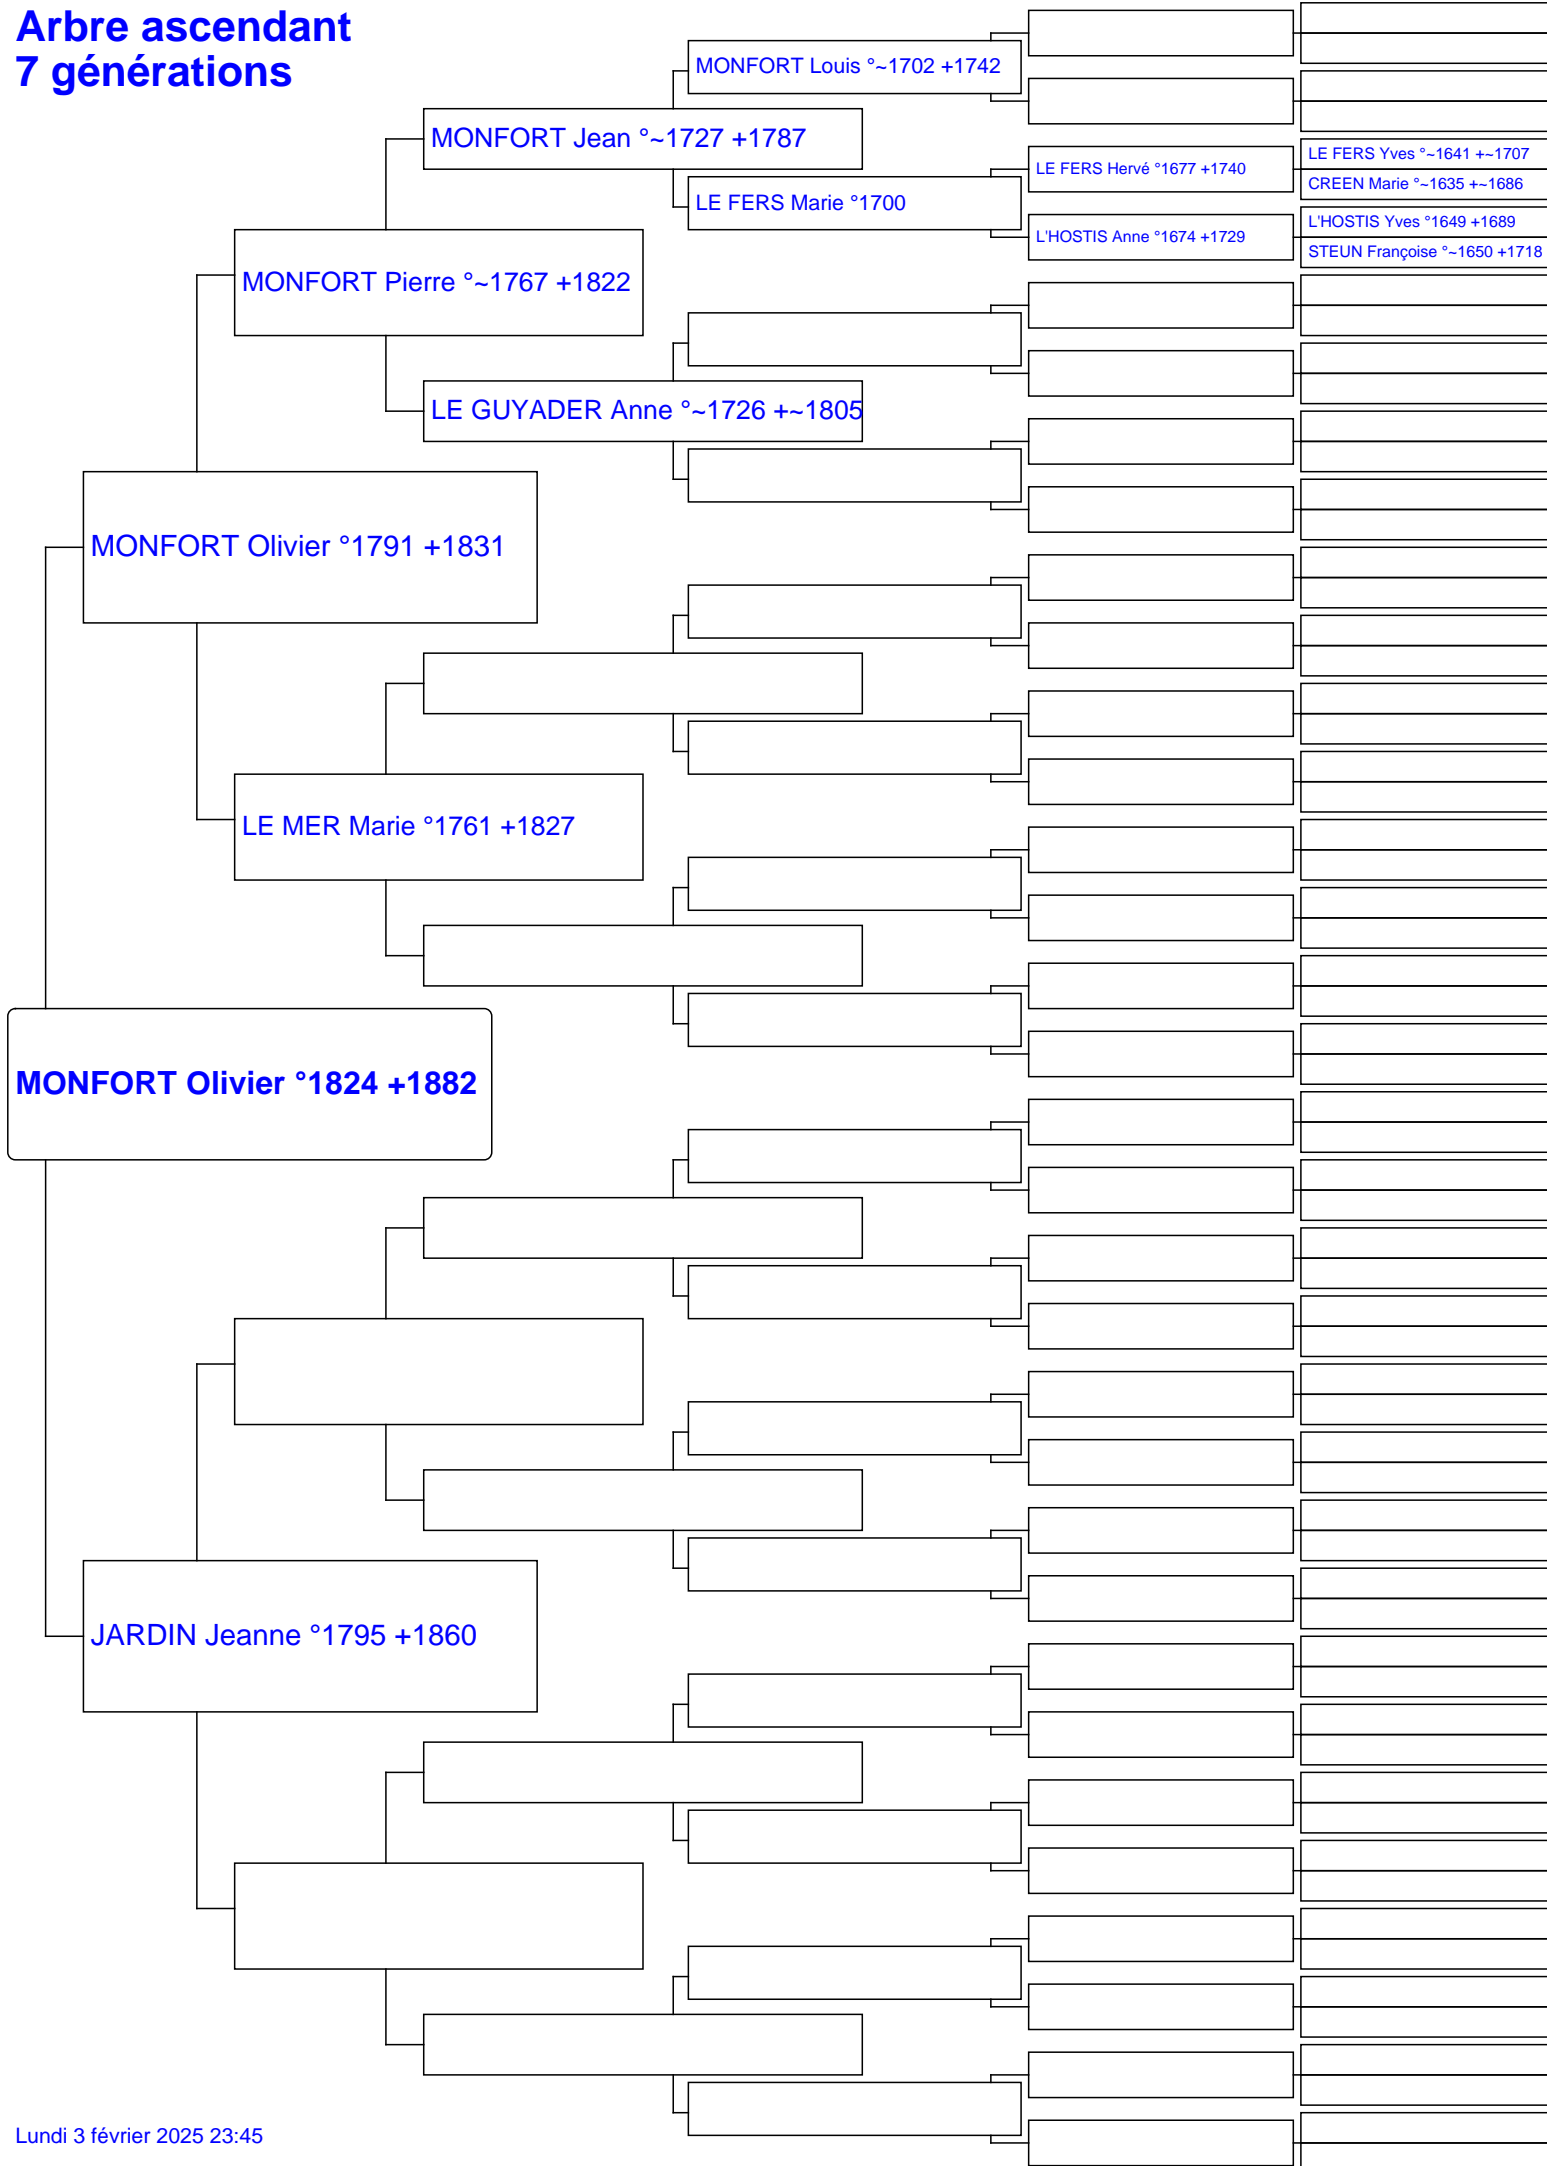 Arbre ascendant
7 générations
MONFORT Louis °~1702 +1742
MONFORT Jean °~1727 +1787
LE FERS Yves °~1641 +~1707
LE FERS Hervé °1677 +1740
CREEN Marie °~1635 +~1686
LE FERS Marie °1700
L'HOSTIS Yves °1649 +1689
L'HOSTIS Anne °1674 +1729
STEUN Françoise °~1650 +1718
MONFORT Pierre °~1767 +1822
LE GUYADER Anne °~1726 +~1805
MONFORT Olivier °1791 +1831
LE MER Marie °1761 +1827
MONFORT Olivier °1824 +1882
JARDIN Jeanne °1795 +1860
Lundi 3 février 2025 23:45